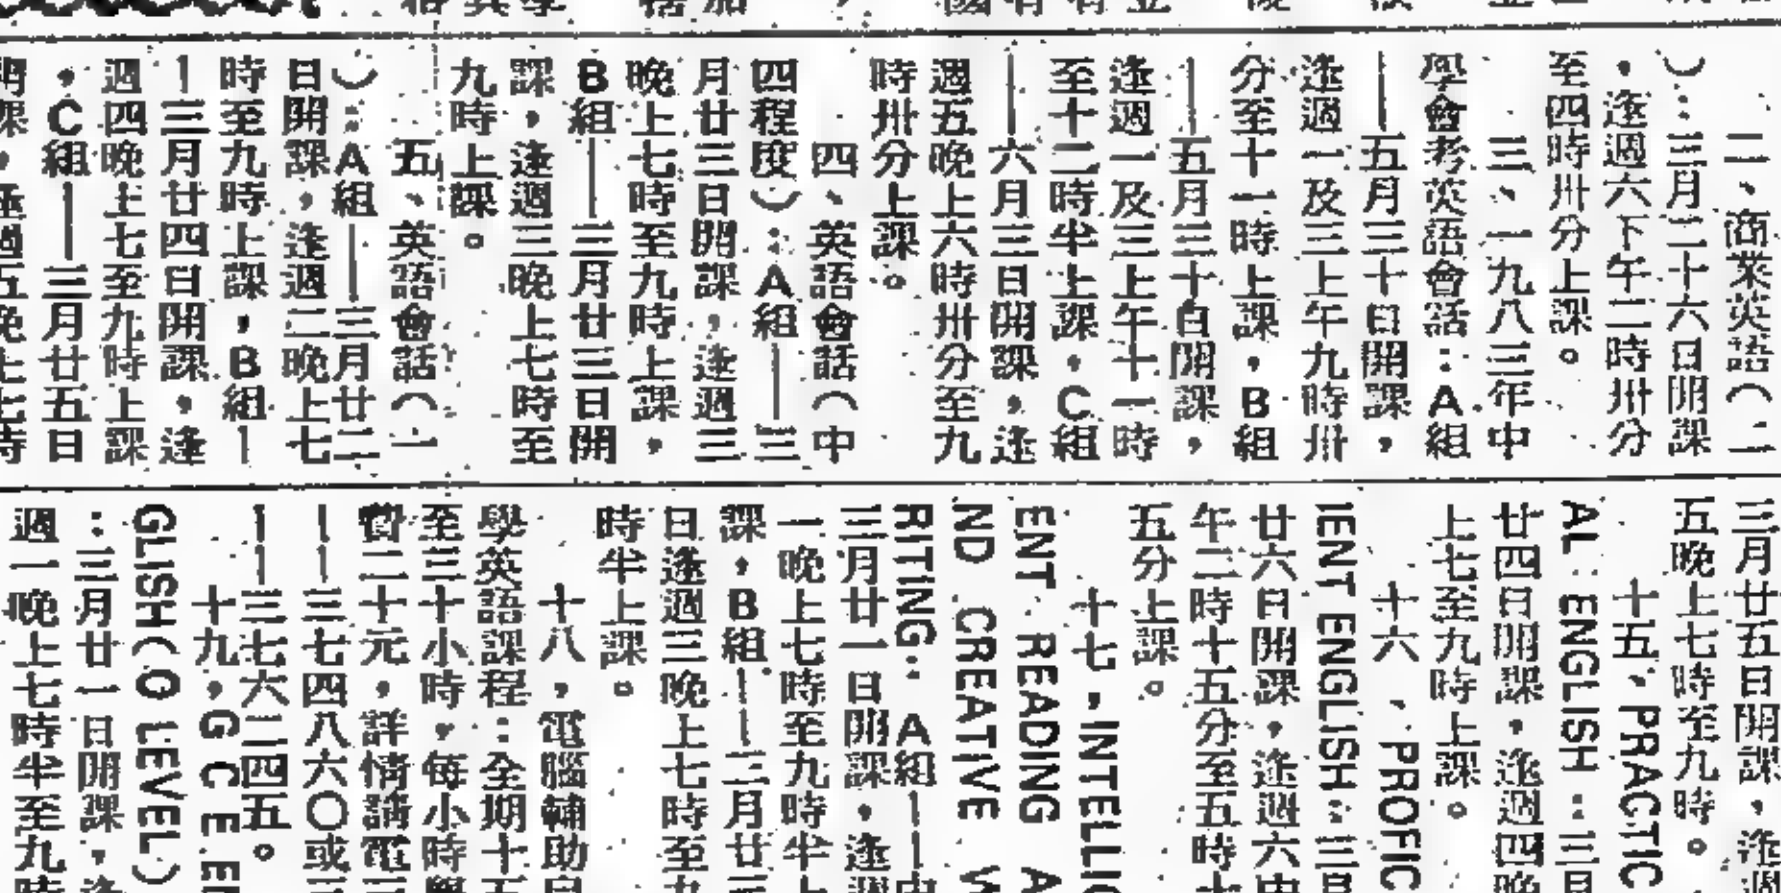 二、商業英語（二
）：三月二十六日開課
，逢週六下午二時卅分
至四時卅分上課。
三、一九八三年中
學會考英語會話：A組
——五月三十日開課，
逢週一及三上午九時卅
分至十一時上課，B組
——五月三十日開課，
逢週一及三上午十一時
至十二時半上課，C組
——六月三日開課，逢
週五晚上六時卅分至九
時卅分上課。
四、英語會話（中
四程度）：A組——三
月廿三日開課，逢週三
晚上七時至九時上課，
B組——三月廿三日開
課，逢週三晚上七時至
九時上課。
五、英語會話（一
）：A組——三月廿二
日開課，逢週二晚上七
時至九時上課，B組—
—三月廿四日開課，逢
週四晚上七至九時上課
，C組——三月廿五日
開課，逢週五晚上七時
三月廿五日開課，逢週
五晚上七時至九時。
十五、PRACTIC
AL ENGLISH：三月
廿四日開課，逢週四晚
上七至九時上課。
十六、PROFIC
IENT ENGLISH：三月
廿六日開課，逢週六中
午二時十五分至五時十
五分上課。
十七，INTELLIG
ENT READING A
ND CREATIVE W
RITING：A組——由
三月廿一日開課，逢週
一晚上七時至九時半上
課，B組——三月廿三
日逢週三晚上七時至九
時半上課。
十八，電腦輔助自
學英語課程：全期十五
至三十小時，每小時學
費二十元，詳情請電三
——三七四八六〇或三
——三七六二四五。
十九，G C E E
GLISH（O LEVEL）
：三月廿一日開課，逢
週一晚上七時半至九時